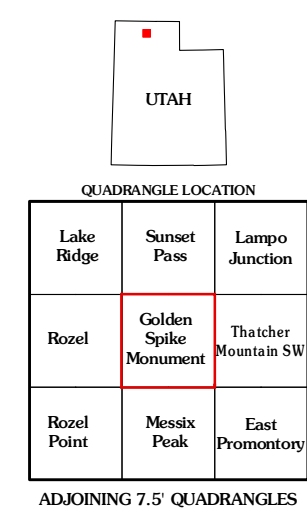 UTAH
QUADRANGLE LOCATION
Lake
Ridge
Sunset
Pass
Lampo
Junction
Rozel
Golden
Spike
Monument
Thatcher
Mountain SW
Rozel
Point
Messix
Peak
East
Promontory
ADJOINING 7.5' QUADRANGLES